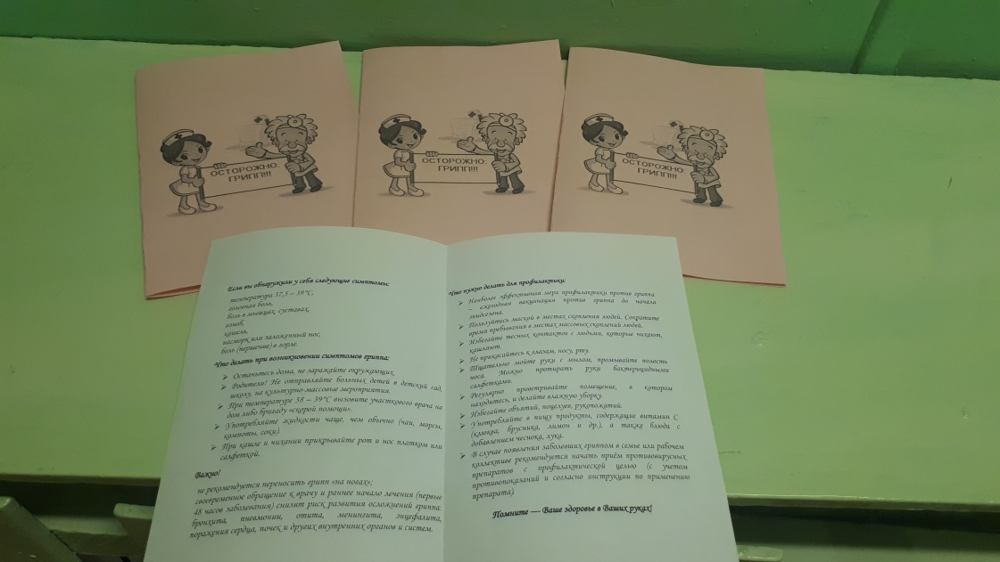 ОСТОРОЖНО:
ГРИПП!!!
ОСТОРОЖНО:
ГРИПП!!!
ОСТОРОЖНО:
ГРИПП!!!
Если вы обнаружили у себя следующие симптомы:
температура 37,5 – 39°С,
головная боль,
боль в мышцах, суставах,
озноб,
кашель,
насморк или заложенный нос,
боль (першение) в горле.
Что делать при возникновении симптомов гриппа:
➢ Останьтесь дома, не заражайте окружающих.
➢ Родители! Не отправляйте больных детей в детский сад,
школу, на культурно-массовые мероприятия.
➢ При температуре 38 – 39°С вызовите участкового врача на
дом либо бригаду «скорой помощи».
➢ Употребляйте жидкости чаще, чем обычно (чаи, морсы,
компоты, соки).
➢ При кашле и чихании прикрывайте рот и нос платком или
салфеткой.
Важно!
не рекомендуется переносить грипп «на ногах»;
своевременное обращение к врачу и раннее начало лечения (первые
48 часов заболевания) снизят риск развития осложнений гриппа:
бронхита, пневмонии, отита, менингита, энцефалита,
поражения сердца, почек и других внутренних органов и систем.
Что нужно делать для профилактики:
➢ Наиболее эффективная мера профилактики против гриппа
– ежегодная вакцинация против гриппа до начала
эпидсезона.
➢ Пользуйтесь маской в местах скопления людей. Сократите
время пребывания в местах массовых скоплений людей.
➢ Избегайте тесных контактов с людьми, которые чихают,
кашляют.
➢ Не прикасайтесь к глазам, носу, рту.
➢ Тщательно мойте руки с мылом, промывайте полость
носа. Можно протирать руки бактерицидными
салфетками.
➢ Регулярно проветривайте помещение, в котором
находитесь, и делайте влажную уборку.
➢ Избегайте объятий, поцелуев, рукопожатий.
➢ Употребляйте в пищу продукты, содержащие витамин С
(клюква, брусника, лимон и др.), а также блюда с
добавлением чеснока, лука.
➢ В случае появления заболевших гриппом в семье или рабочем
коллективе рекомендуется начать приём противовирусных
препаратов с профилактической целью (с учетом
противопоказаний и согласно инструкции по применению
препарата).
Помните — Ваше здоровье в Ваших руках!